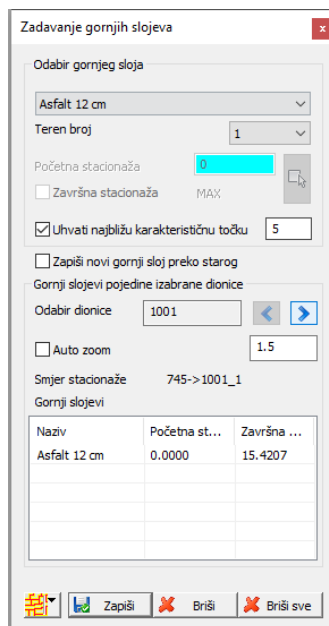 Zadavanje gornjih slojeva
x
Odabir gornjeg sloja
Asfalt 12 cm
Teren broj 1
Početna stacionaža 0
Završna stacionaža MAX
Uhvati najbližu karakterističnu točku 5
Zapiši novi gornji sloj preko starog
Gornji slojevi pojedine izabrane dionice
Odabir dionice 1001
Auto zoom 1.5
Smjer stacionaže 745->1001_1
Gornji slojevi
Naziv Početna st... Završna ...
Asfalt 12 cm 0.0000 15.4207
Zapiši Briši Briši sve